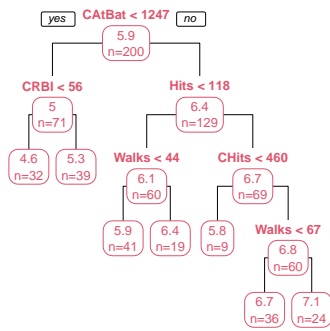 CAtBat < 1247
yes
no
5.9
n=200
CRBI < 56
Hits < 118
5
n=71
6.4
n=129
4.6
n=32
5.3
n=39
Walks < 44
CHits < 460
6.1
n=60
6.7
n=69
5.9
n=41
6.4
n=19
5.8
n=9
Walks < 67
6.8
n=60
6.7
n=36
7.1
n=24